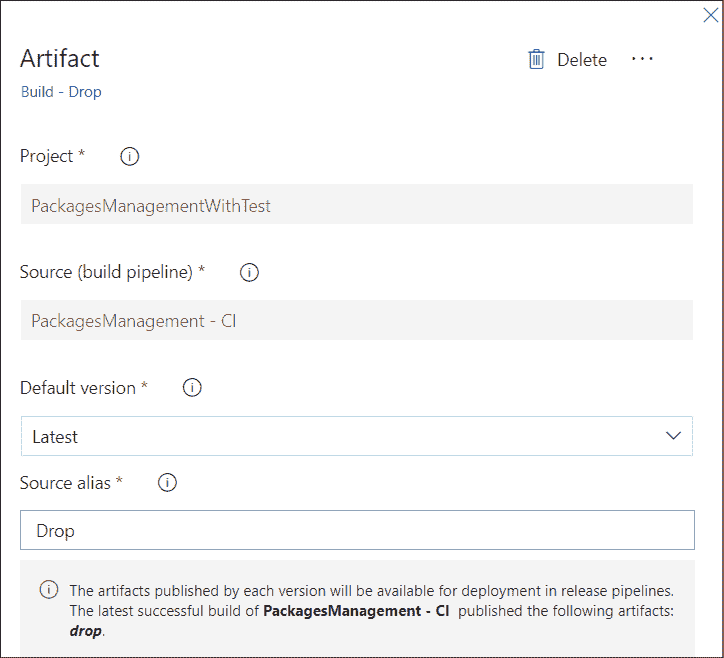 Artifact
Delete ...
Build - Drop
Project *
PackagesManagementWithTest
Source (build pipeline) *
PackagesManagement - CI
Default version *
Latest
Source alias *
Drop
The artifacts published by each version will be available for deployment in release pipelines.
The latest successful build of PackagesManagement - CI published the following artifacts:
drop.